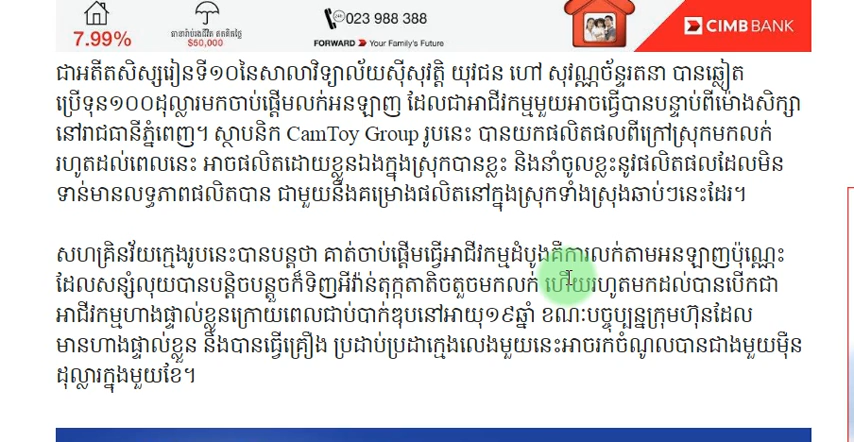 7.99%
ធានារ៉ាប់រងជីវិត ឥតគិតថ្លៃ
$50,000
24h
023 988 388
FORWARD Your Family's Future
CIMB BANK
ជាអតីតសិស្សរៀនទី១០នៃសាលាវិទ្យាល័យស៊ីសុវត្ថិ យុវជន ហៅ សុវណ្ណច័ន្ទរតនា បានឆ្លៀត
ប្រើទុន១០០ដុល្លារមកចាប់ផ្ដើមលក់អនឡាញ ដែលជាអាជីវកម្មមួយអាចធ្វើបានបន្ទាប់ពីម៉ោងសិក្សា
នៅរាជធានីភ្នំពេញ។ ស្ថាបនិក CamToy Group រូបនេះ បានយកផលិតផលពីក្រៅស្រុកមកលក់
រហូតដល់ពេលនេះ អាចផលិតដោយខ្លួនឯងក្នុងស្រុកបានខ្លះ និងនាំចូលខ្លះនូវផលិតផលដែលមិន
ទាន់មានលទ្ធភាពផលិតបាន ជាមួយនឹងគម្រោងផលិតនៅក្នុងស្រុកទាំងស្រុងឆាប់ៗនេះដែរ។
សហគ្រិនវ័យក្មេងរូបនេះបានបន្តថា គាត់ចាប់ផ្ដើមធ្វើអាជីវកម្មដំបូងគឺការលក់តាមអនឡាញប៉ុណ្ណេះ
ដែលសន្សំលុយបានបន្តិចបន្តួចក៏ទិញអីវ៉ាន់តុក្កតាតិចតួចមកលក់ ហើយរហូតមកដល់បានបើកជា
អាជីវកម្មហាងផ្ទាល់ខ្លួនក្រោយពេលជាប់បាក់ឌុបនៅអាយុ១៩ឆ្នាំ ខណៈបច្ចុប្បន្នក្រុមហ៊ុនដែល
មានហាងផ្ទាល់ខ្លួន និងបានធ្វើគ្រឿង ប្រដាប់ប្រដាក្មេងលេងមួយនេះអាចរកចំណូលបានជាងមួយម៉ឺន
ដុល្លារក្នុងមួយខែ។